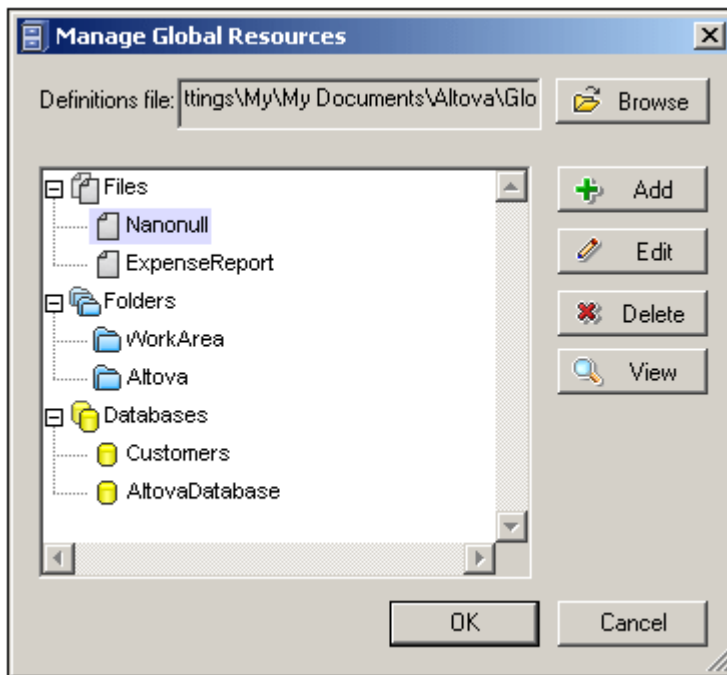 Manage Global Resources
Definitions file: ttings\My\My Documents\Altova\Glo Browse
Files
Nanonull
ExpenseReport
Folders
WorkArea
Altova
Databases
Customers
AltovaDatabase
Add
Edit
Delete
View
OK Cancel